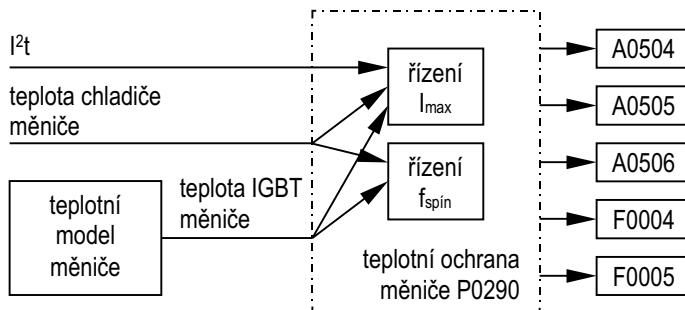 I²t
teplota chladiče
měniče
teplotní
model
měniče
teplota IGBT
měniče
řízení
Imax
řízení
fspín
teplotní ochrana
měniče P0290
A0504
A0505
A0506
F0004
F0005